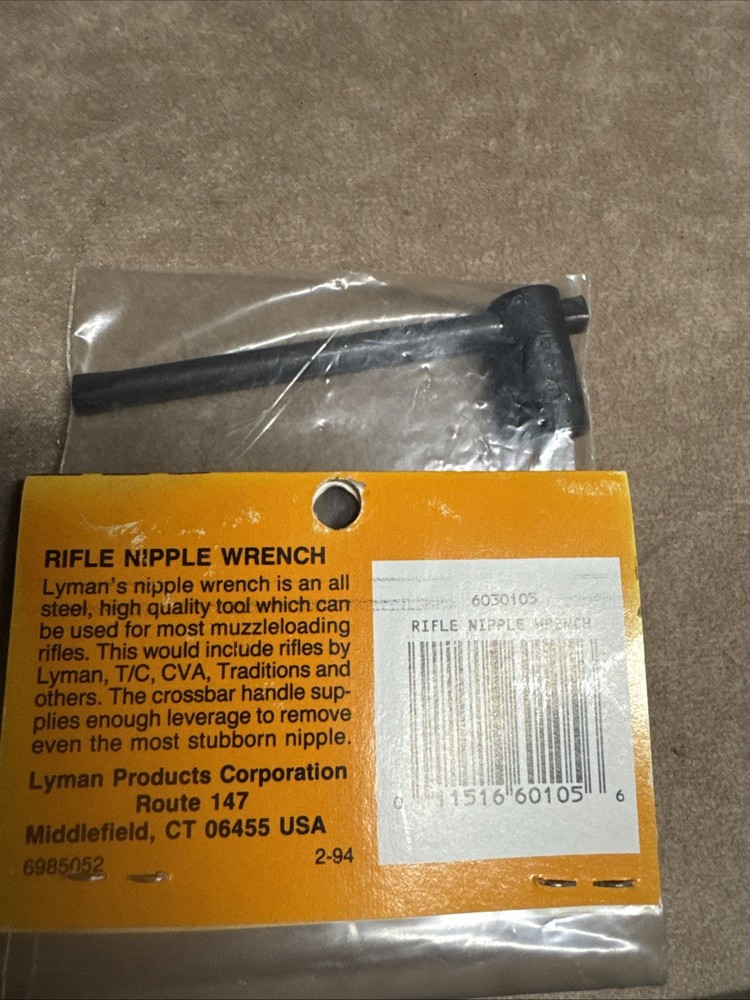 RIFLE NIPPLE WRENCH
Lyman's nipple wrench is an all
steel, high quality tool which can
be used for most muzzleloading
rifles. This would include rifles by
Lyman, T/C, CVA, Traditions and
others. The crossbar handle sup-
plies enough leverage to remove
even the most stubborn nipple.
Lyman Products Corporation
Route 147
Middlefield, CT 06455 USA
6985052
2-94
6030105
RIFLE NIPPLE WRENCH
0 11516 60105 6